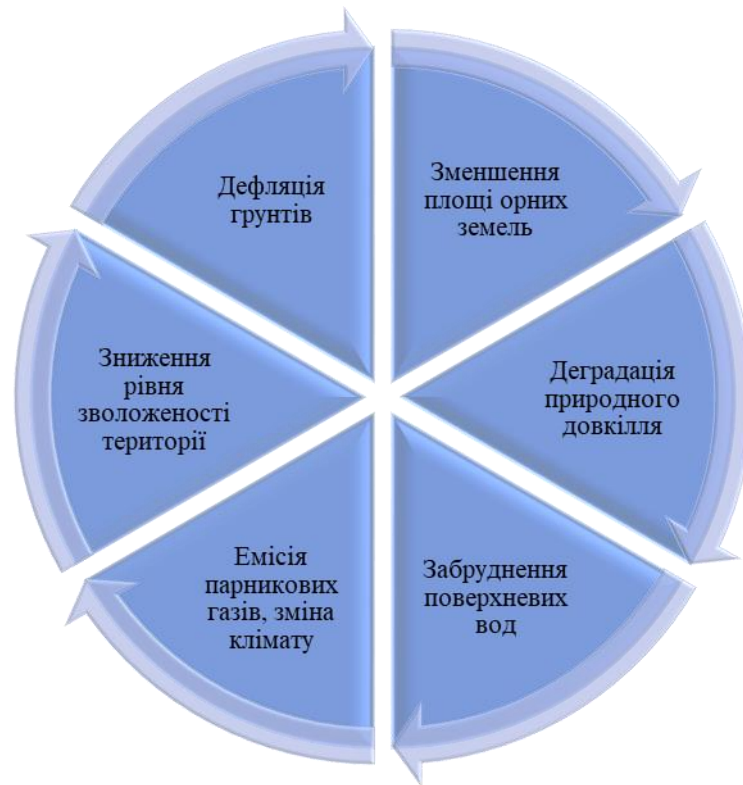 Зменшення
площі орних
земель
Деградація
природного
довкілля
Забруднення
поверхневих
вод
Емісія
парникових
газів, зміна
клімату
Зниження
рівня
зволоженості
території
Дефляція
грунтів